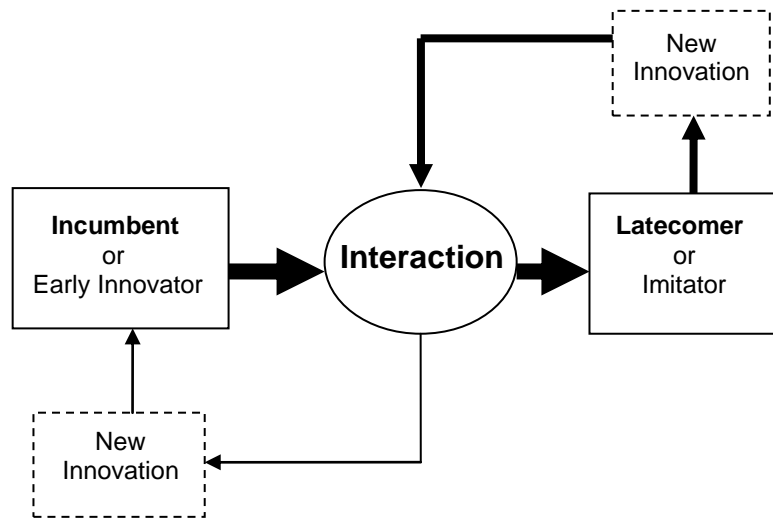 New
Innovation
Incumbent
or
Early Innovator
Interaction
Latecomer
or
Imitator
New
Innovation